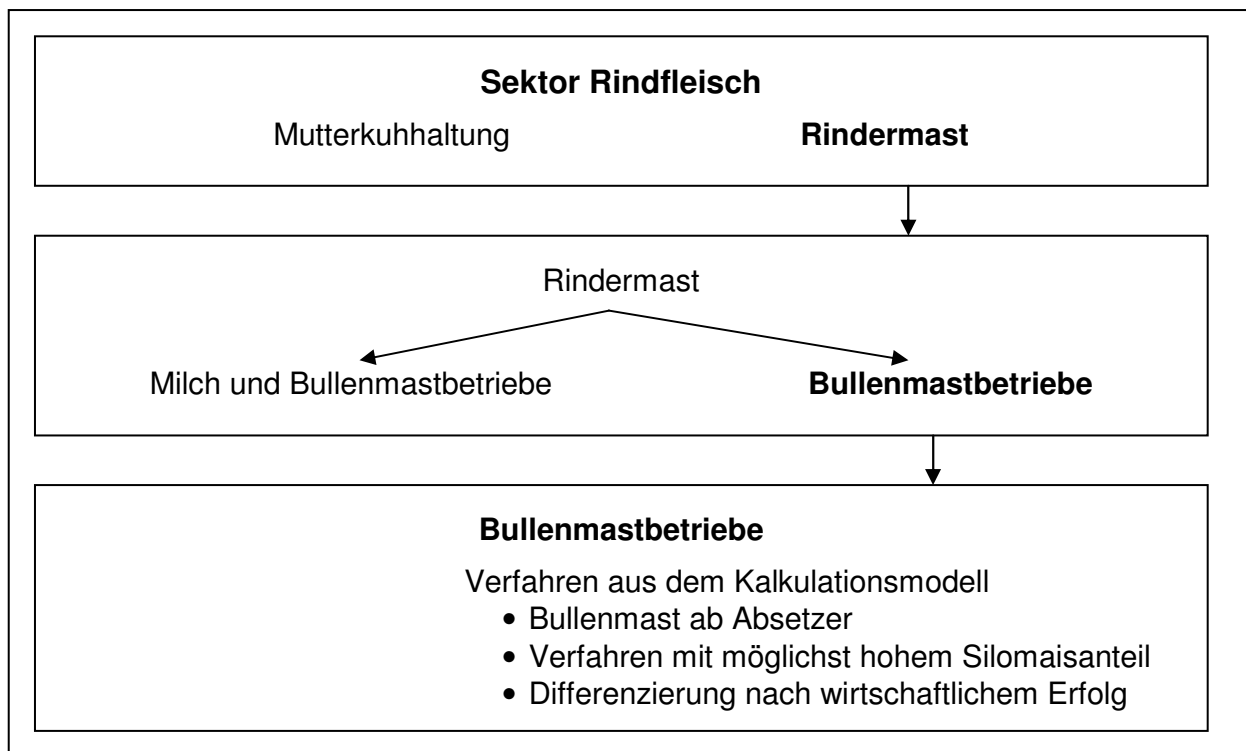 Sektor Rindfleisch
Mutterkuhhaltung Rindermast
Rindermast
Milch und Bullenmastbetriebe Bullenmastbetriebe
Bullenmastbetriebe
Verfahren aus dem Kalkulationsmodell
• Bullenmast ab Absetzer
• Verfahren mit möglichst hohem Silomaisanteil
• Differenzierung nach wirtschaftlichem Erfolg